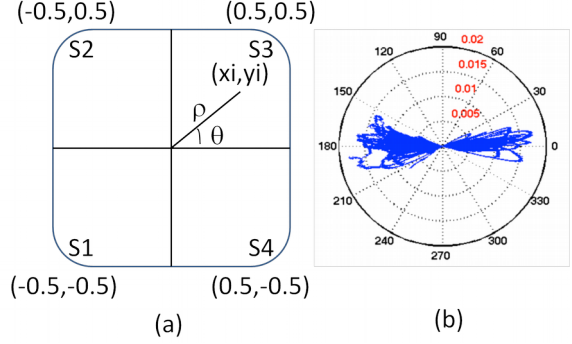 (-0.5,0.5)
(0.5,0.5)
S2
S3
(xi,yi)
ρ
θ
S1
S4
(-0.5,-0.5)
(0.5,-0.5)
(a)
90
0.02
120
60
0.015
150
0.01
30
0.005
180
0
210
330
240
300
270
(b)